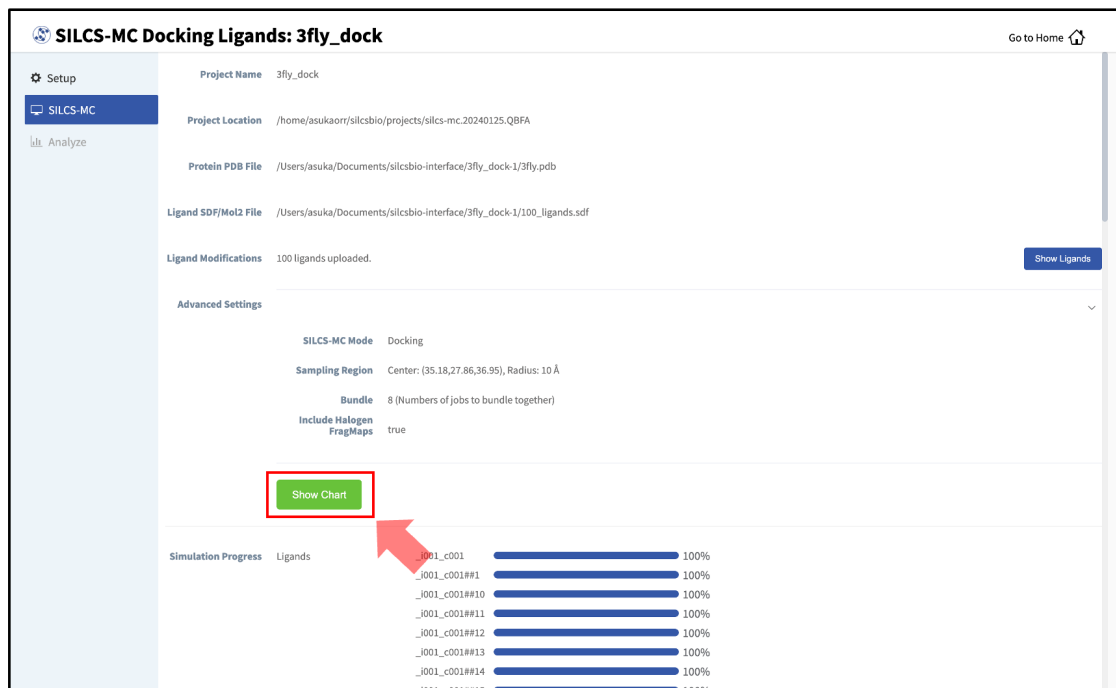 SILCS-MC Docking Ligands: 3fly_dock
Go to Home
Setup
SILCS-MC
Analyze
Project Name 3fly_dock
Project Location /home/asukaorr/silcsbio/projects/silcs-mc.20240125.QBFA
Protein PDB File /Users/asuka/Documents/silcsbio-interface/3fly_dock-1/3fly.pdb
Ligand SDF/Mol2 File /Users/asuka/Documents/silcsbio-interface/3fly_dock-1/100_ligands.sdf
Ligand Modifications 100 ligands uploaded. Show Ligands
Advanced Settings
SILCS-MC Mode Docking
Sampling Region Center: (35.18,27.86,36.95), Radius: 10 Å
Bundle 8 (Numbers of jobs to bundle together)
Include Halogen
FragMaps true
Show Chart
Simulation Progress Ligands _i001_c001 100%
_i001_c001##1 100%
_i001_c001##10 100%
_i001_c001##11 100%
_i001_c001##12 100%
_i001_c001##13 100%
_i001_c001##14 100%